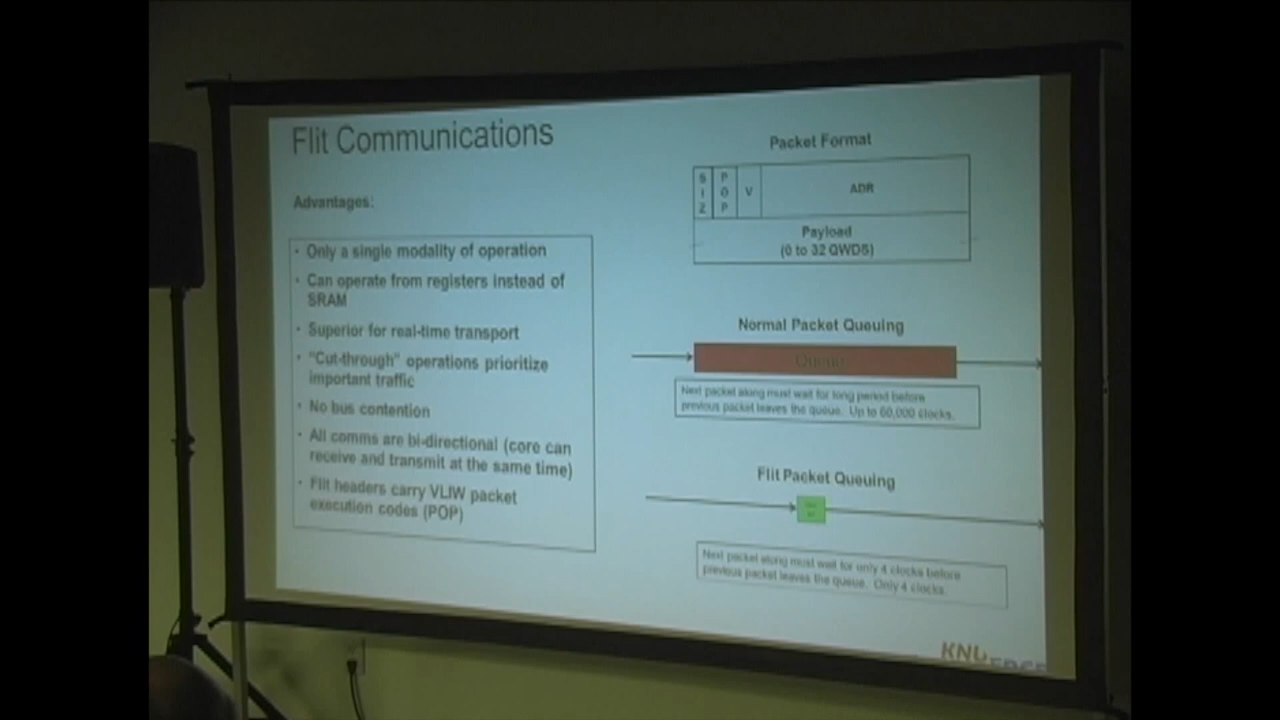 Flit Communications
Advantages:
· Only a single modality of operation
· Can operate from registers instead of
SRAM
· Superior for real-time transport
· "Cut-through" operations prioritize
important traffic
· No bus contention
· All comms are bi-directional (core can
receive and transmit at the same time)
· Flit headers carry VLIW packet
execution codes (POP)
Packet Format
SIZ POP V ADR
Payload
(0 to 32 QWDS)
Normal Packet Queuing
Queue
Next packet along must wait for long period before
previous packet leaves the queue. Up to 60,000 clocks.
Flit Packet Queuing
Next packet along must wait for only 4 clocks before
previous packet leaves the queue. Only 4 clocks.
KNUEDGE